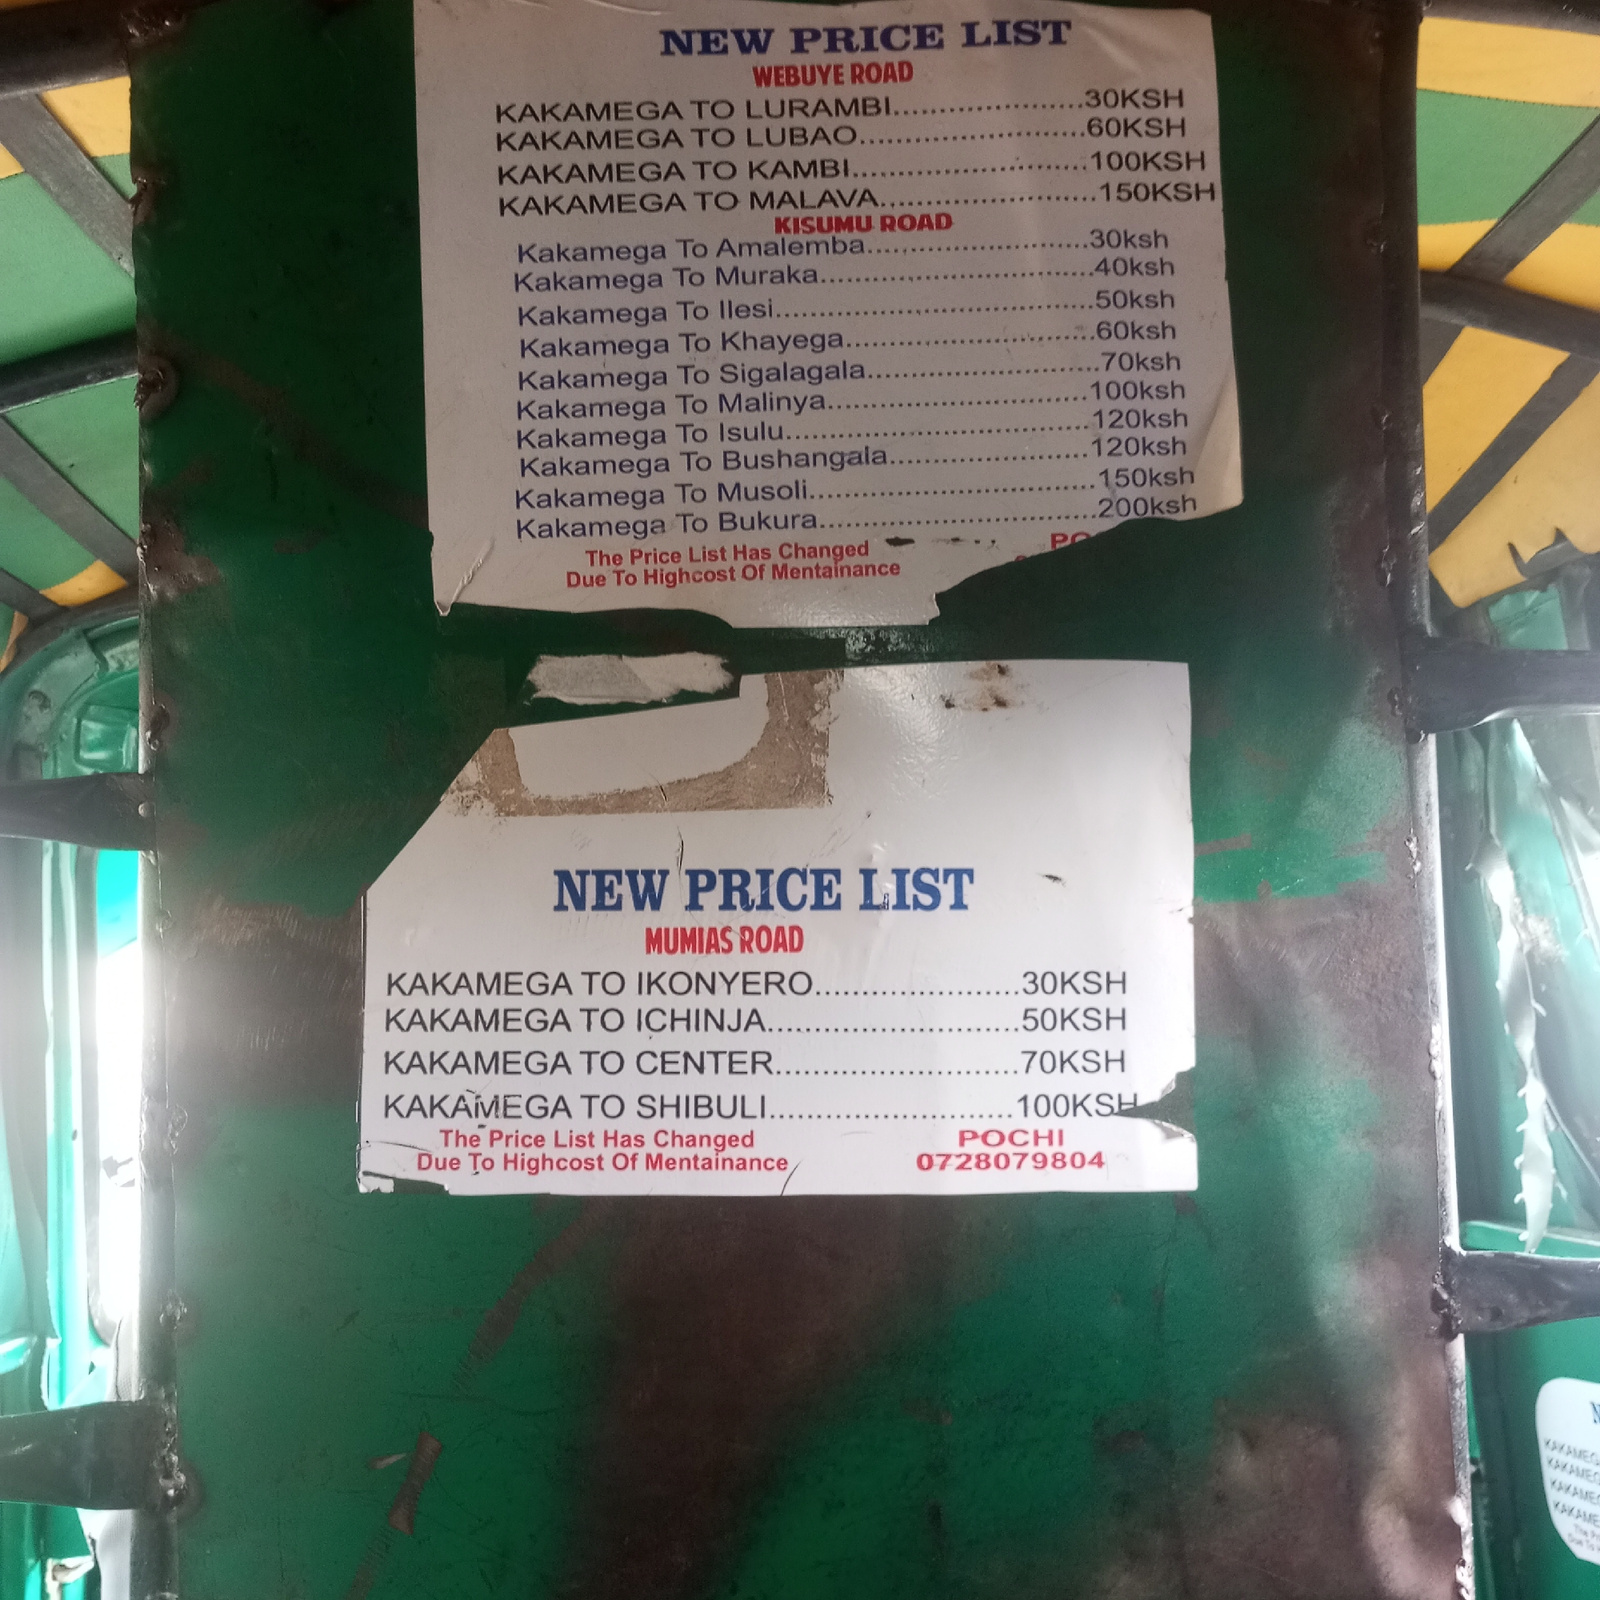 NEW PRICE LIST
WEBUYE ROAD
KAKAMEGA TO LURAMBI.......................30KSH
KAKAMEGA TO LUBAO...........................60KSH
KAKAMEGA TO KAMBI............................100KSH
KAKAMEGA TO MALAVA..........................150KSH
KISUMU ROAD
Kakamega To Amalemba..........................30ksh
Kakamega To Muraka................................40ksh
Kakamega To Ilesi......................................50ksh
Kakamega To Khayega..............................60ksh
Kakamega To Sigalagala............................70ksh
Kakamega To Malinya...............................100ksh
Kakamega To Isulu.....................................120ksh
Kakamega To Bushangala........................120ksh
Kakamega To Musoli..................................150ksh
Kakamega To Bukura.................................200ksh
The Price List Has Changed
Due To Highcost Of Mentainance
PO
NEW PRICE LIST
MUMIAS ROAD
KAKAMEGA TO IKONYERO......................30KSH
KAKAMEGA TO ICHINJA...........................50KSH
KAKAMEGA TO CENTER..........................70KSH
KAKAMEGA TO SHIBULI..........................100KSH
The Price List Has Changed
Due To Highcost Of Mentainance
POCHI
0728079804
N
KAKAMEG
KAKAMEG
KAKAMEG
KAKAME